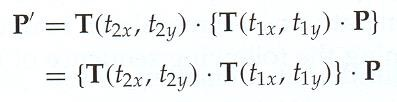 P′ = T(t2x, t2y) · {T(t1x, t1y) · P}
= {T(t2x, t2y) · T(t1x, t1y)} · P